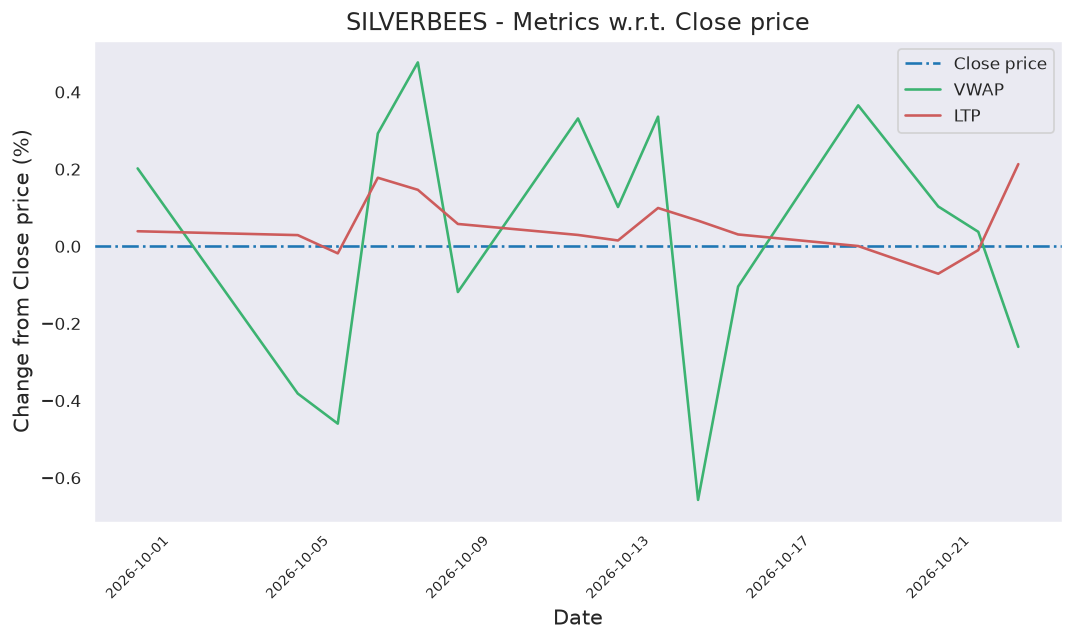 SILVERBEES - Metrics w.r.t. Close price
Close price
VWAP
LTP
Change from Close price (%)
0.4
0.2
0.0
−0.2
−0.4
−0.6
2026-10-01
2026-10-05
2026-10-09
2026-10-13
2026-10-17
2026-10-21
Date